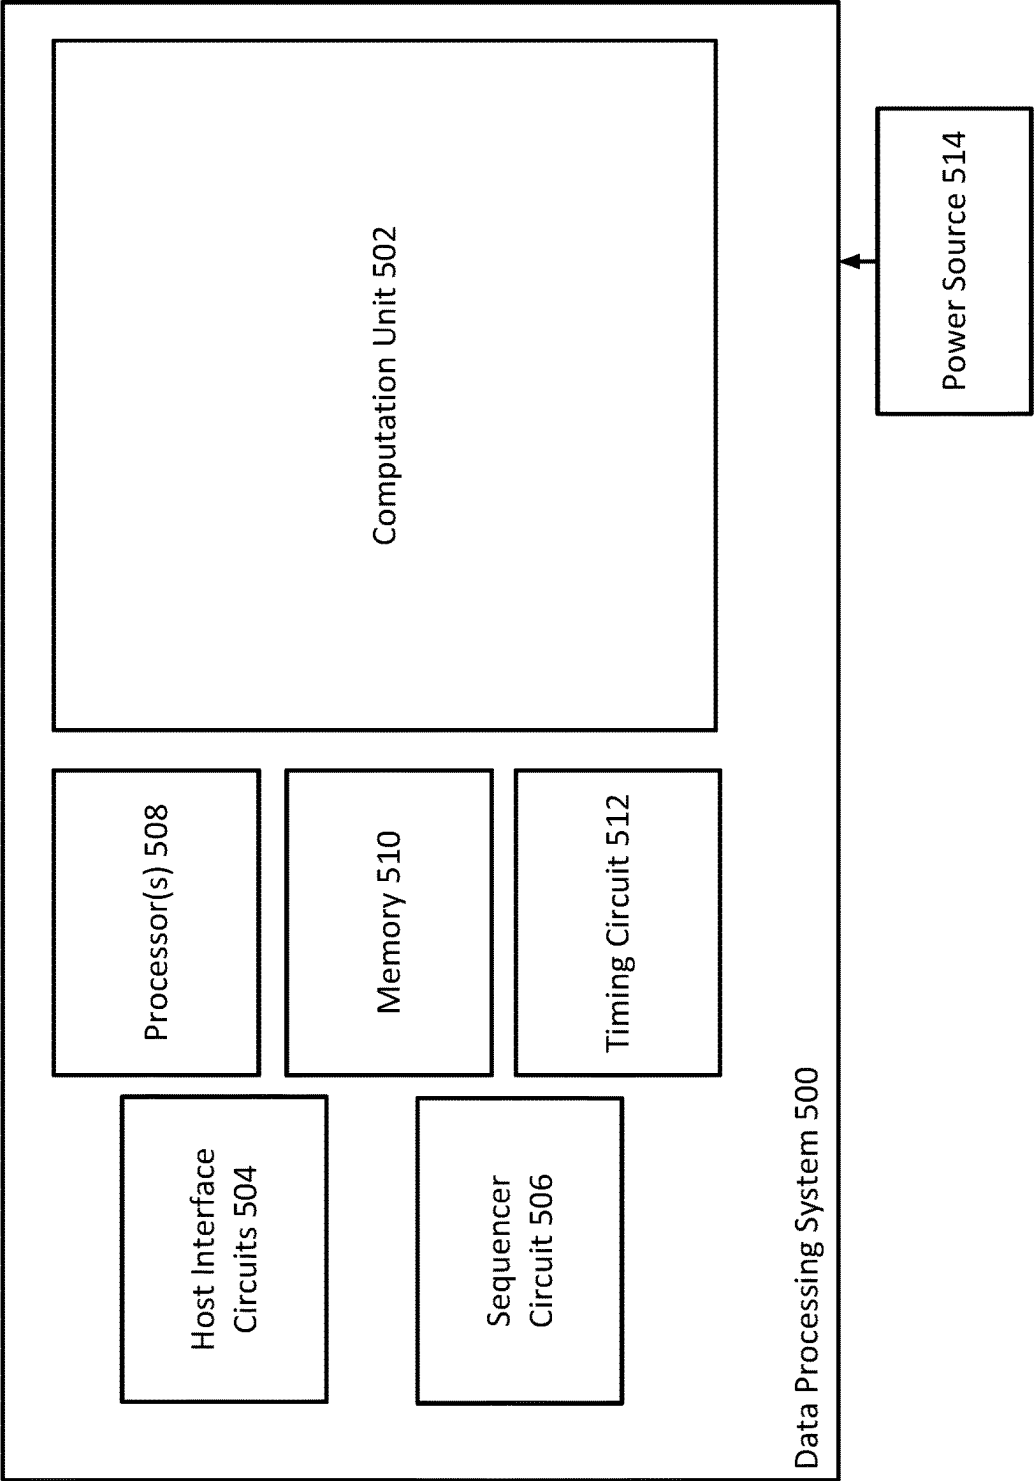 Host Interface
Circuits 504
Processor(s) 508
Computation Unit 502
Memory 510
Sequencer
Circuit 506
Timing Circuit 512
Data Processing System 500
Power Source 514